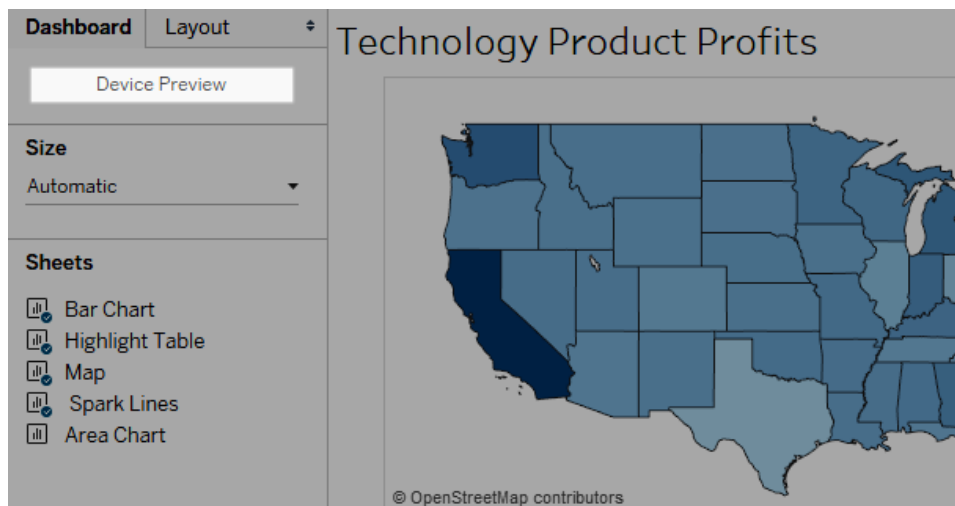 Dashboard
Layout
Technology Product Profits
Device Preview
Size
Automatic
Sheets
Bar Chart
Highlight Table
Map
Spark Lines
Area Chart
© OpenStreetMap contributors